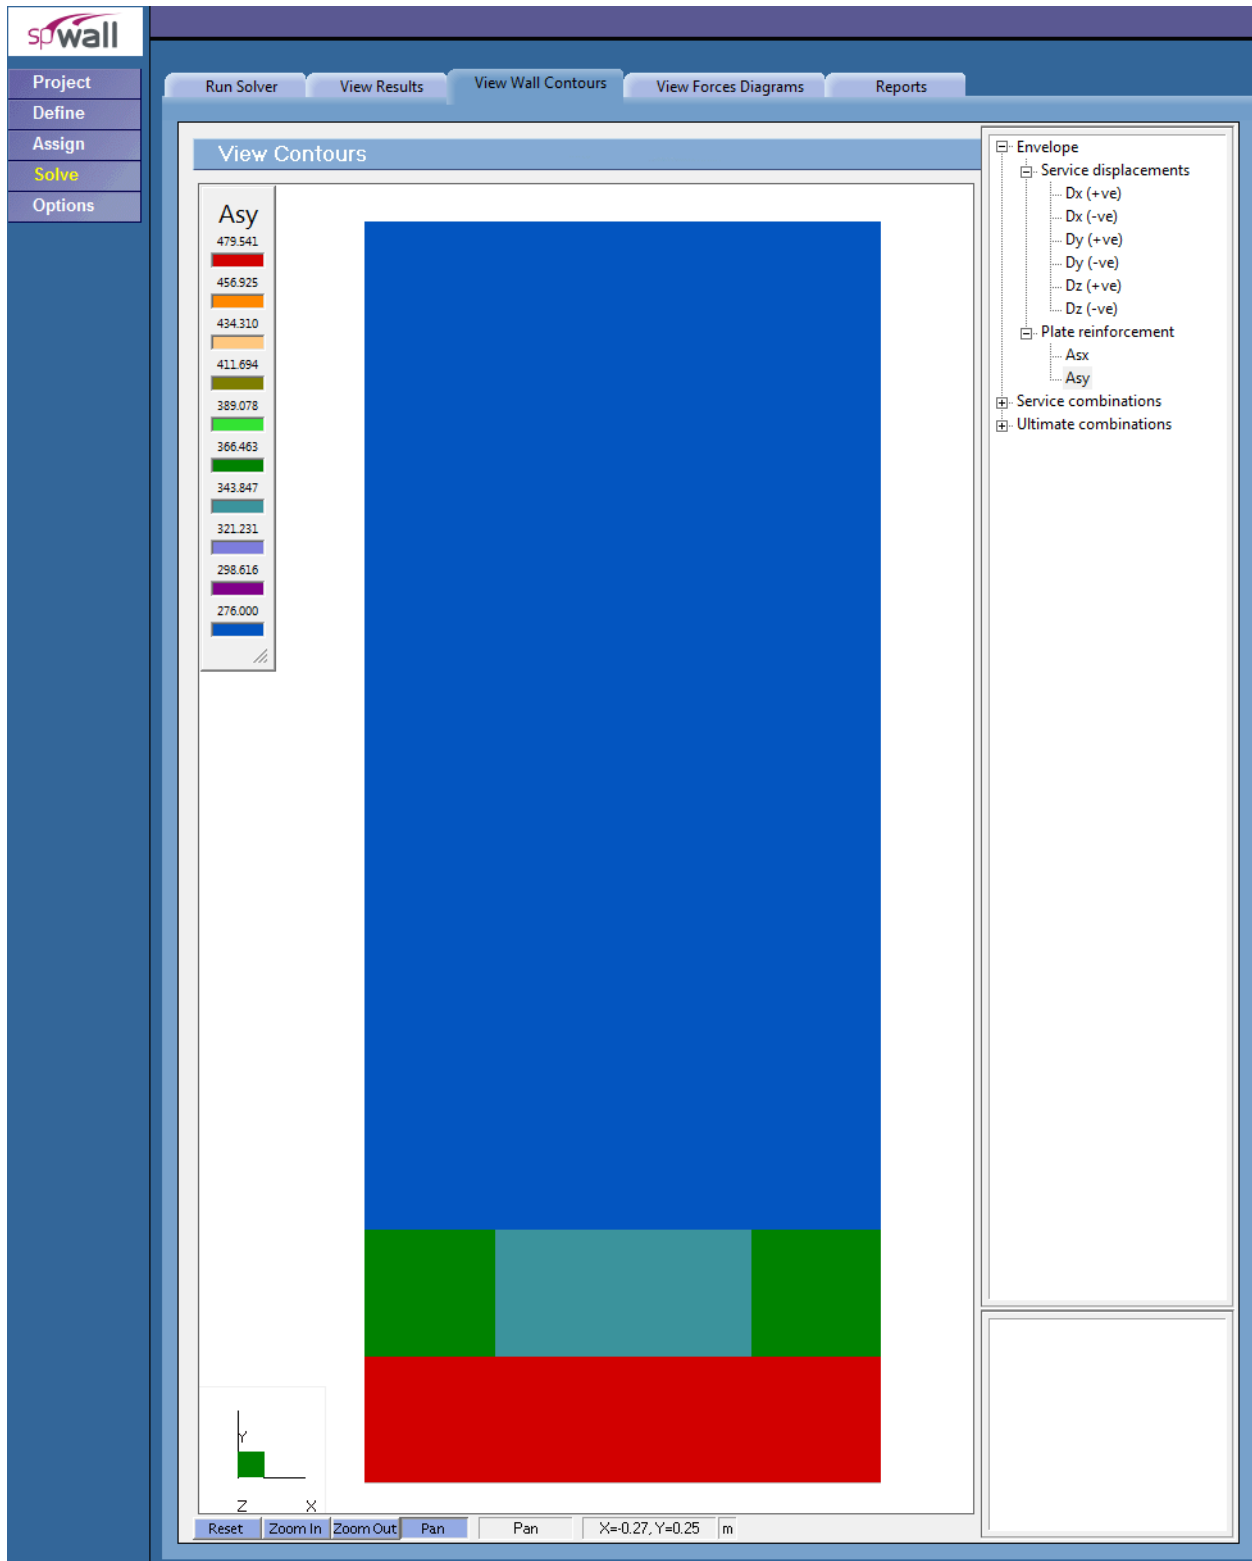 spwall
Project
Define
Assign
Solve
Options
Run Solver
View Results
View Wall Contours
View Forces Diagrams
Reports
View Contours
Asy
479.541
456.925
434.310
411.694
389.078
366.463
343.847
321.231
298.616
276.000
Envelope
Service displacements
Dx (+ve)
Dx (-ve)
Dy (+ve)
Dy (-ve)
Dz (+ve)
Dz (-ve)
Plate reinforcement
Asx
Asy
Service combinations
Ultimate combinations
Y
Z X
Reset Zoom In Zoom Out Pan Pan X=-0.27, Y=0.25 m